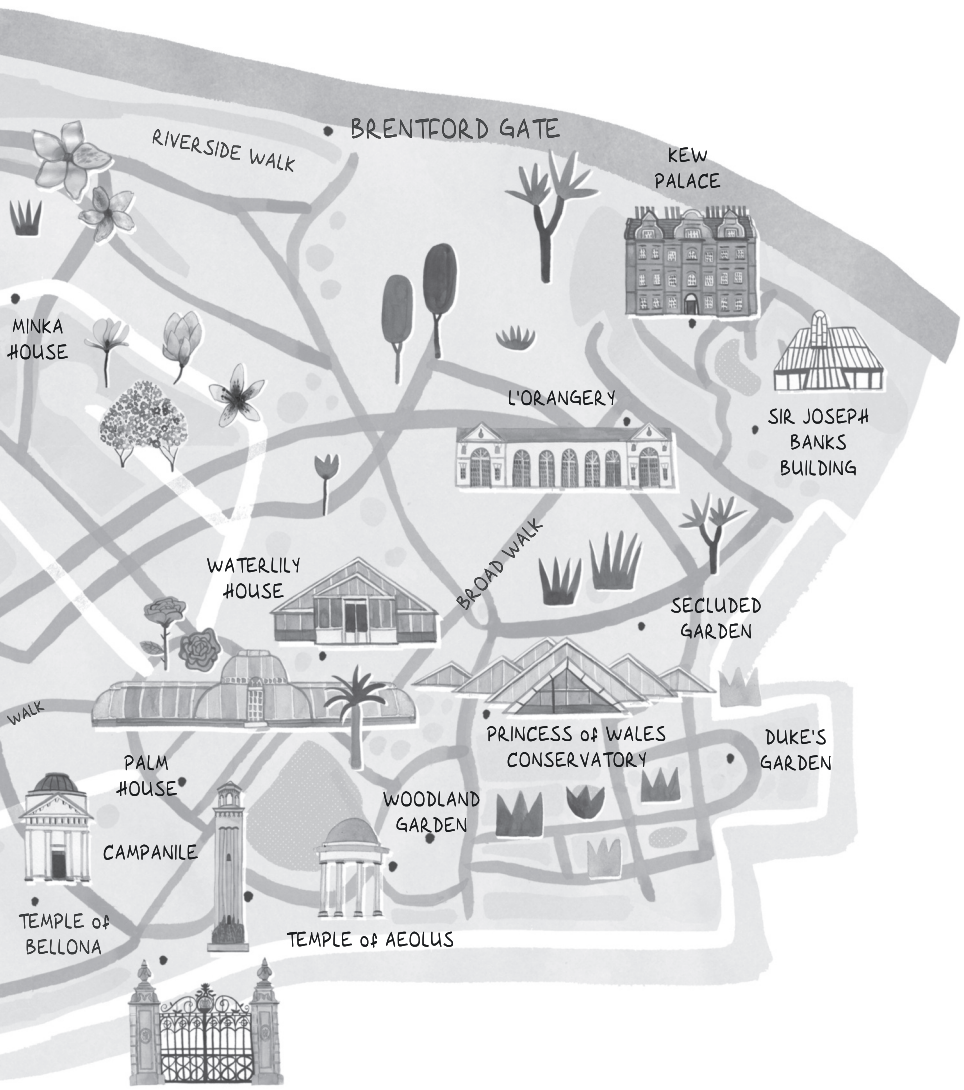 BRENTFORD GATE
RIVERSIDE WALK
KEW
PALACE
MINKA
HOUSE
L'ORANGERY
SIR JOSEPH
BANKS
BUILDING
BROAD WALK
WATERLILY
HOUSE
SECLUDED
GARDEN
WALK
PRINCESS of WALES
CONSERVATORY
DUKE'S
GARDEN
PALM
HOUSE
WOODLAND
GARDEN
CAMPANILE
TEMPLE of
BELLONA
TEMPLE of AEOLUS